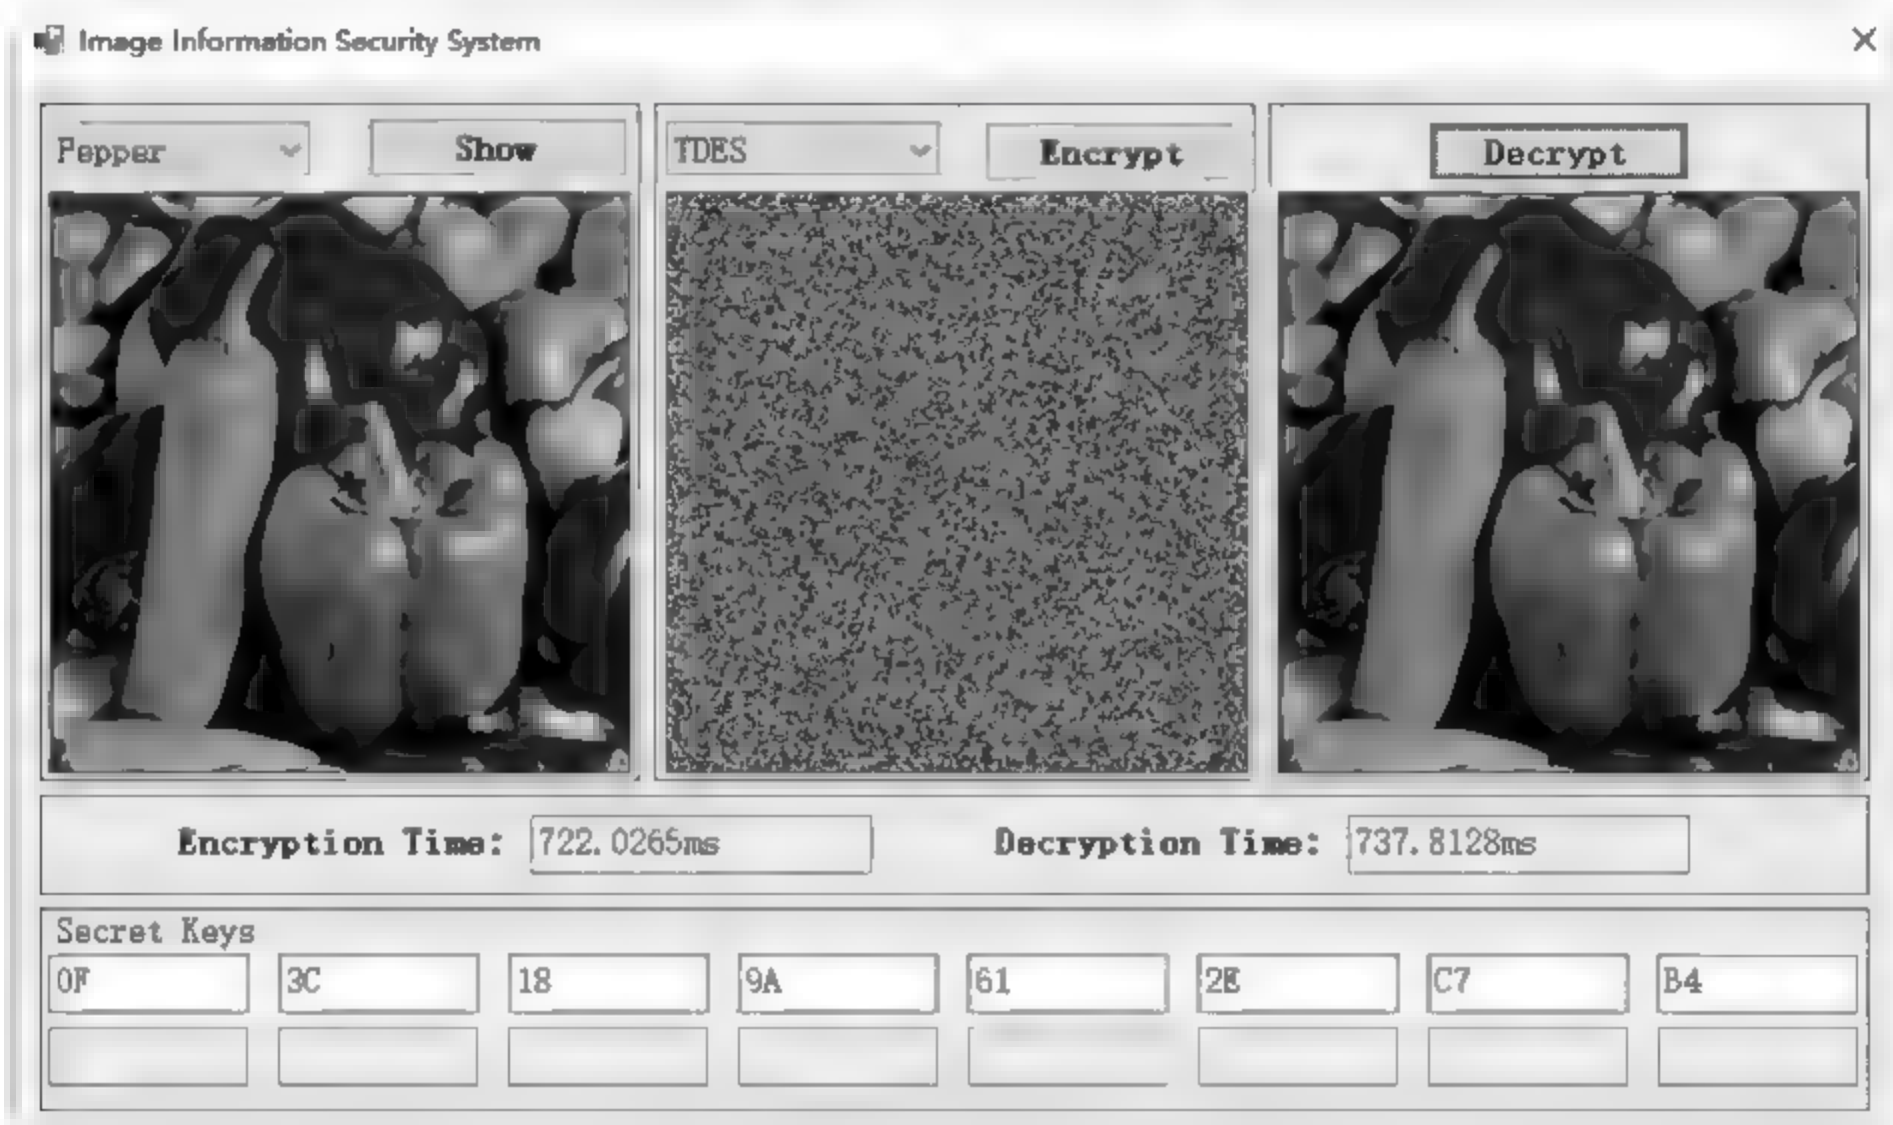 Image Information Security System
Pepper Show TDES Encrypt Decrypt
Encryption Time: 722.0265ms Decryption Time: 737.8128ms
Secret Keys
0F 3C 18 9A 61 2E C7 B4